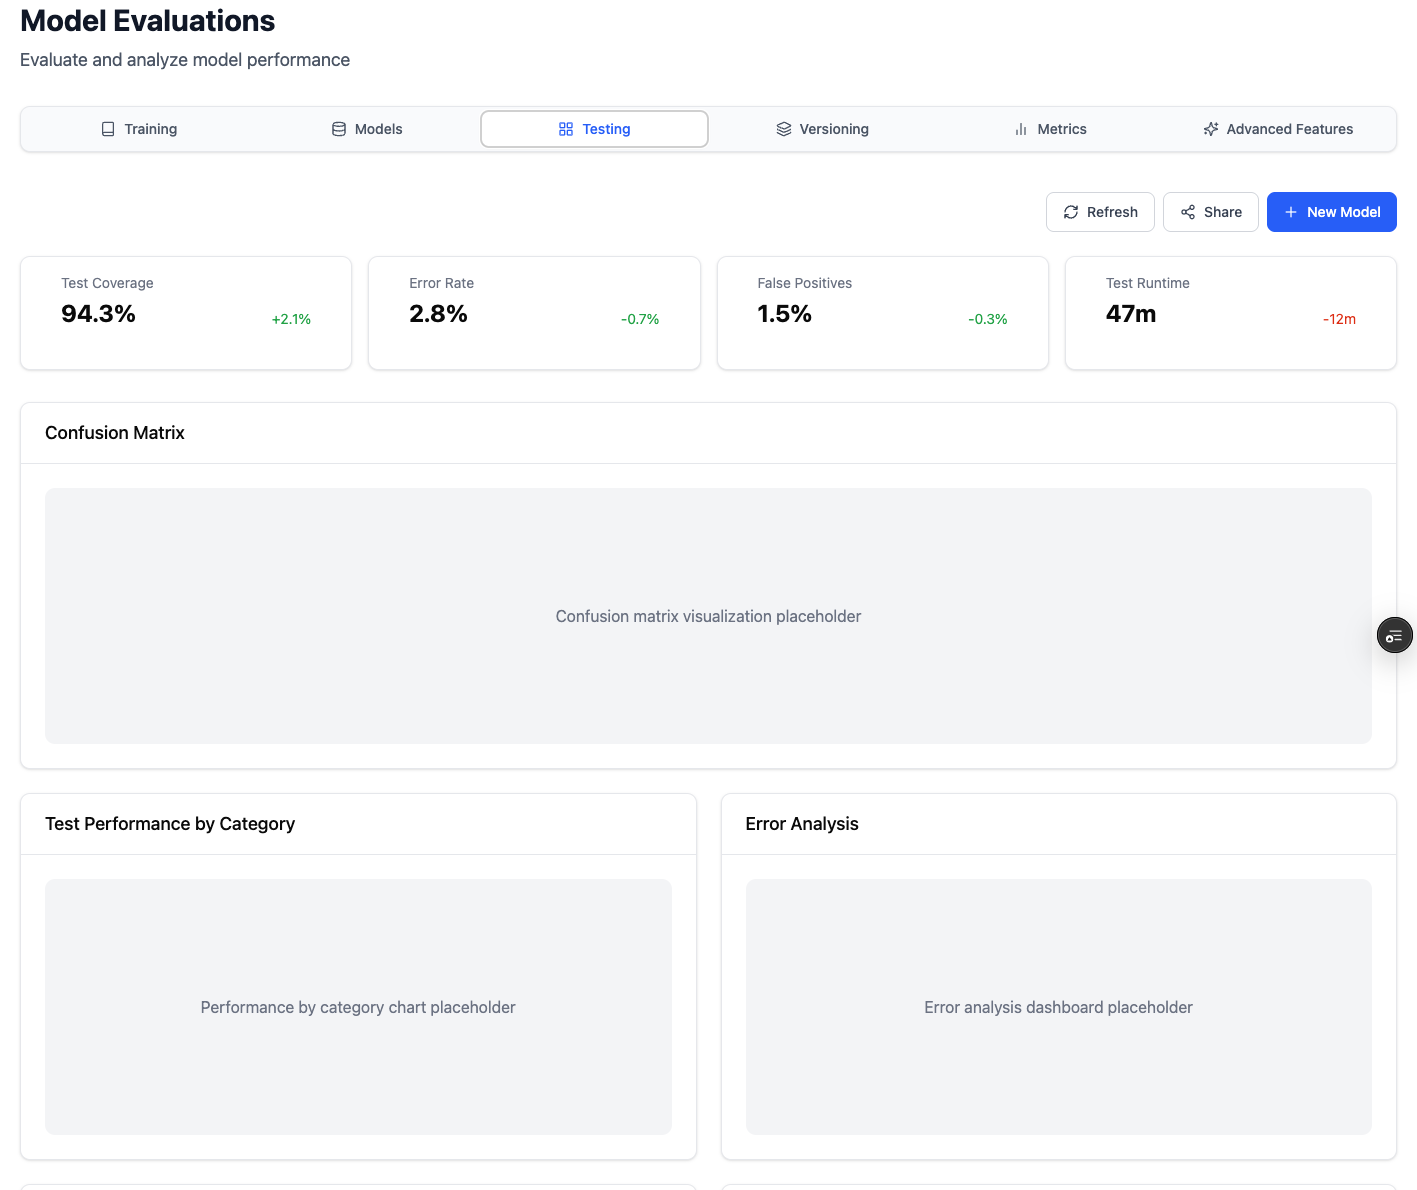 Model Evaluations
Evaluate and analyze model performance
Training
Models
Testing
Versioning
Metrics
Advanced Features
Refresh
Share
New Model
Test Coverage
94.3%
+2.1%
Error Rate
2.8%
-0.7%
False Positives
1.5%
-0.3%
Test Runtime
47m
-12m
Confusion Matrix
Confusion matrix visualization placeholder
Test Performance by Category
Performance by category chart placeholder
Error Analysis
Error analysis dashboard placeholder